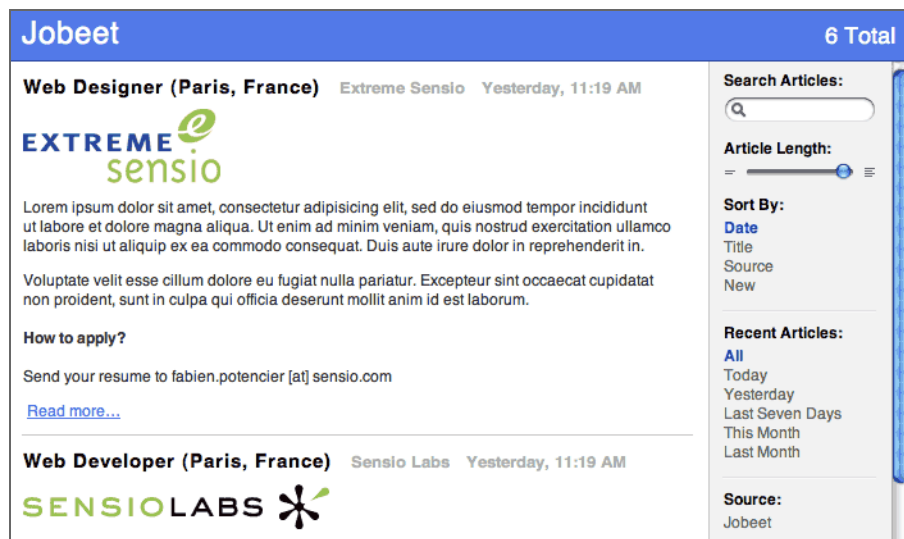 Jobeet
6 Total
Web Designer (Paris, France) Extreme Sensio Yesterday, 11:19 AM
EXTREME e
sensio
Lorem ipsum dolor sit amet, consectetur adipisicing elit, sed do eiusmod tempor incididunt
ut labore et dolore magna aliqua. Ut enim ad minim veniam, quis nostrud exercitation ullamco
laboris nisi ut aliquip ex ea commodo consequat. Duis aute irure dolor in reprehenderit in.
Voluptate velit esse cillum dolore eu fugiat nulla pariatur. Excepteur sint occaecat cupidatat
non proident, sunt in culpa qui officia deserunt mollit anim id est laborum.
How to apply?
Send your resume to fabien.potencier [at] sensio.com
Read more...
Web Developer (Paris, France) Sensio Labs Yesterday, 11:19 AM
SENSIOLABS
Search Articles:
Article Length:
Sort By:
Date
Title
Source
New
Recent Articles:
All
Today
Yesterday
Last Seven Days
This Month
Last Month
Source:
Jobeet